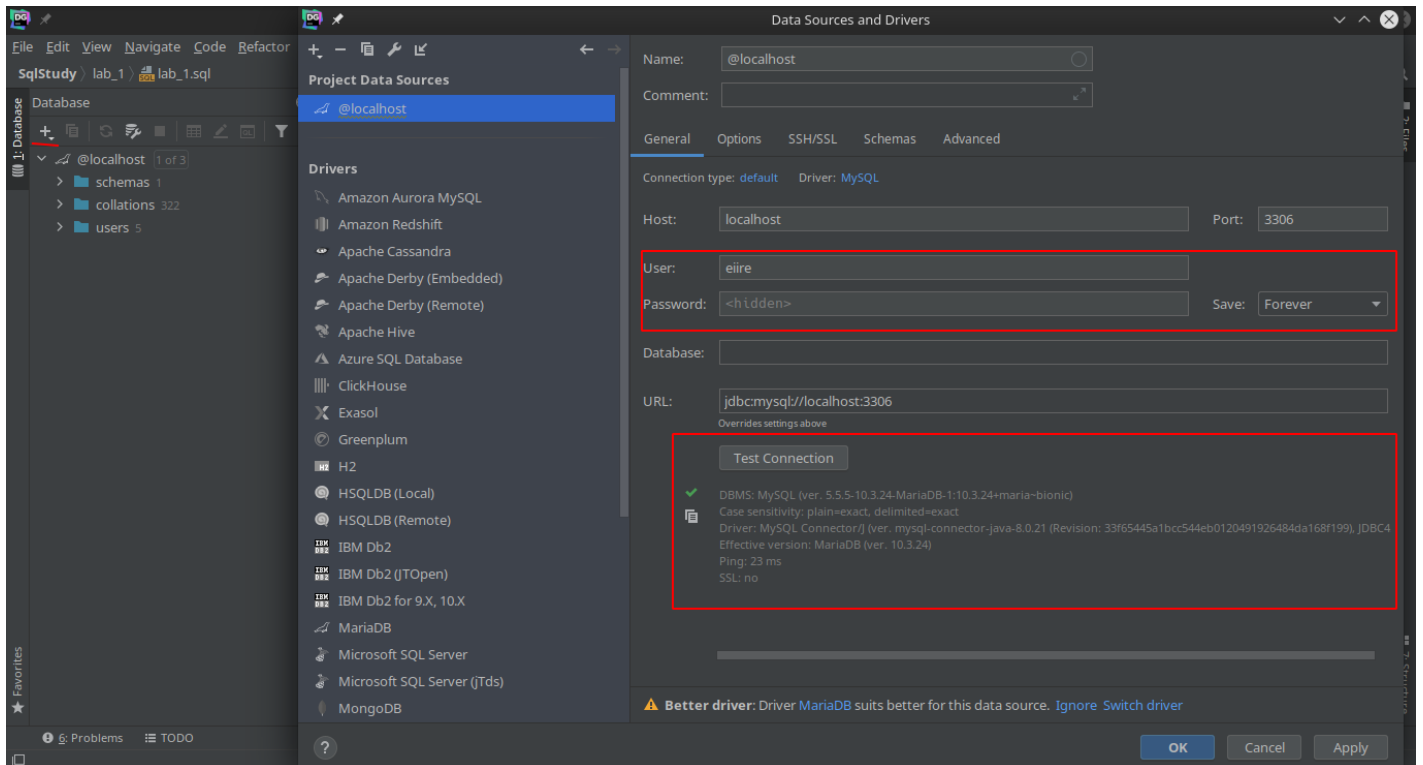 DG
Data Sources and Drivers
File Edit View Navigate Code Refactor
SqlStudy lab_1 lab_1.sql
1: Database
Database
@localhost 1 of 3
schemas 1
collations 322
users 5
Favorites
6: Problems TODO
Project Data Sources
@localhost
Drivers
Amazon Aurora MySQL
Amazon Redshift
Apache Cassandra
Apache Derby (Embedded)
Apache Derby (Remote)
Apache Hive
Azure SQL Database
ClickHouse
Exasol
Greenplum
H2
HSQLDB (Local)
HSQLDB (Remote)
IBM Db2
IBM Db2 (JTOpen)
IBM Db2 for 9.X, 10.X
MariaDB
Microsoft SQL Server
Microsoft SQL Server (jTds)
MongoDB
Name: @localhost
Comment:
General Options SSH/SSL Schemas Advanced
Connection type: default Driver: MySQL
Host: localhost Port: 3306
User: eiire
Password: <hidden> Save: Forever
Database:
URL: jdbc:mysql://localhost:3306
Overrides settings above
Test Connection
DBMS: MySQL (ver. 5.5.5-10.3.24-MariaDB-1:10.3.24+maria~bionic)
Case sensitivity: plain=exact, delimited=exact
Driver: MySQL Connector/J (ver. mysql-connector-java-8.0.21 (Revision: 33f65445a1bcc544eb0120491926484da168f199), JDBC4
Effective version: MariaDB (ver. 10.3.24)
Ping: 23 ms
SSL: no
Better driver: Driver MariaDB suits better for this data source. Ignore Switch driver
? OK Cancel Apply